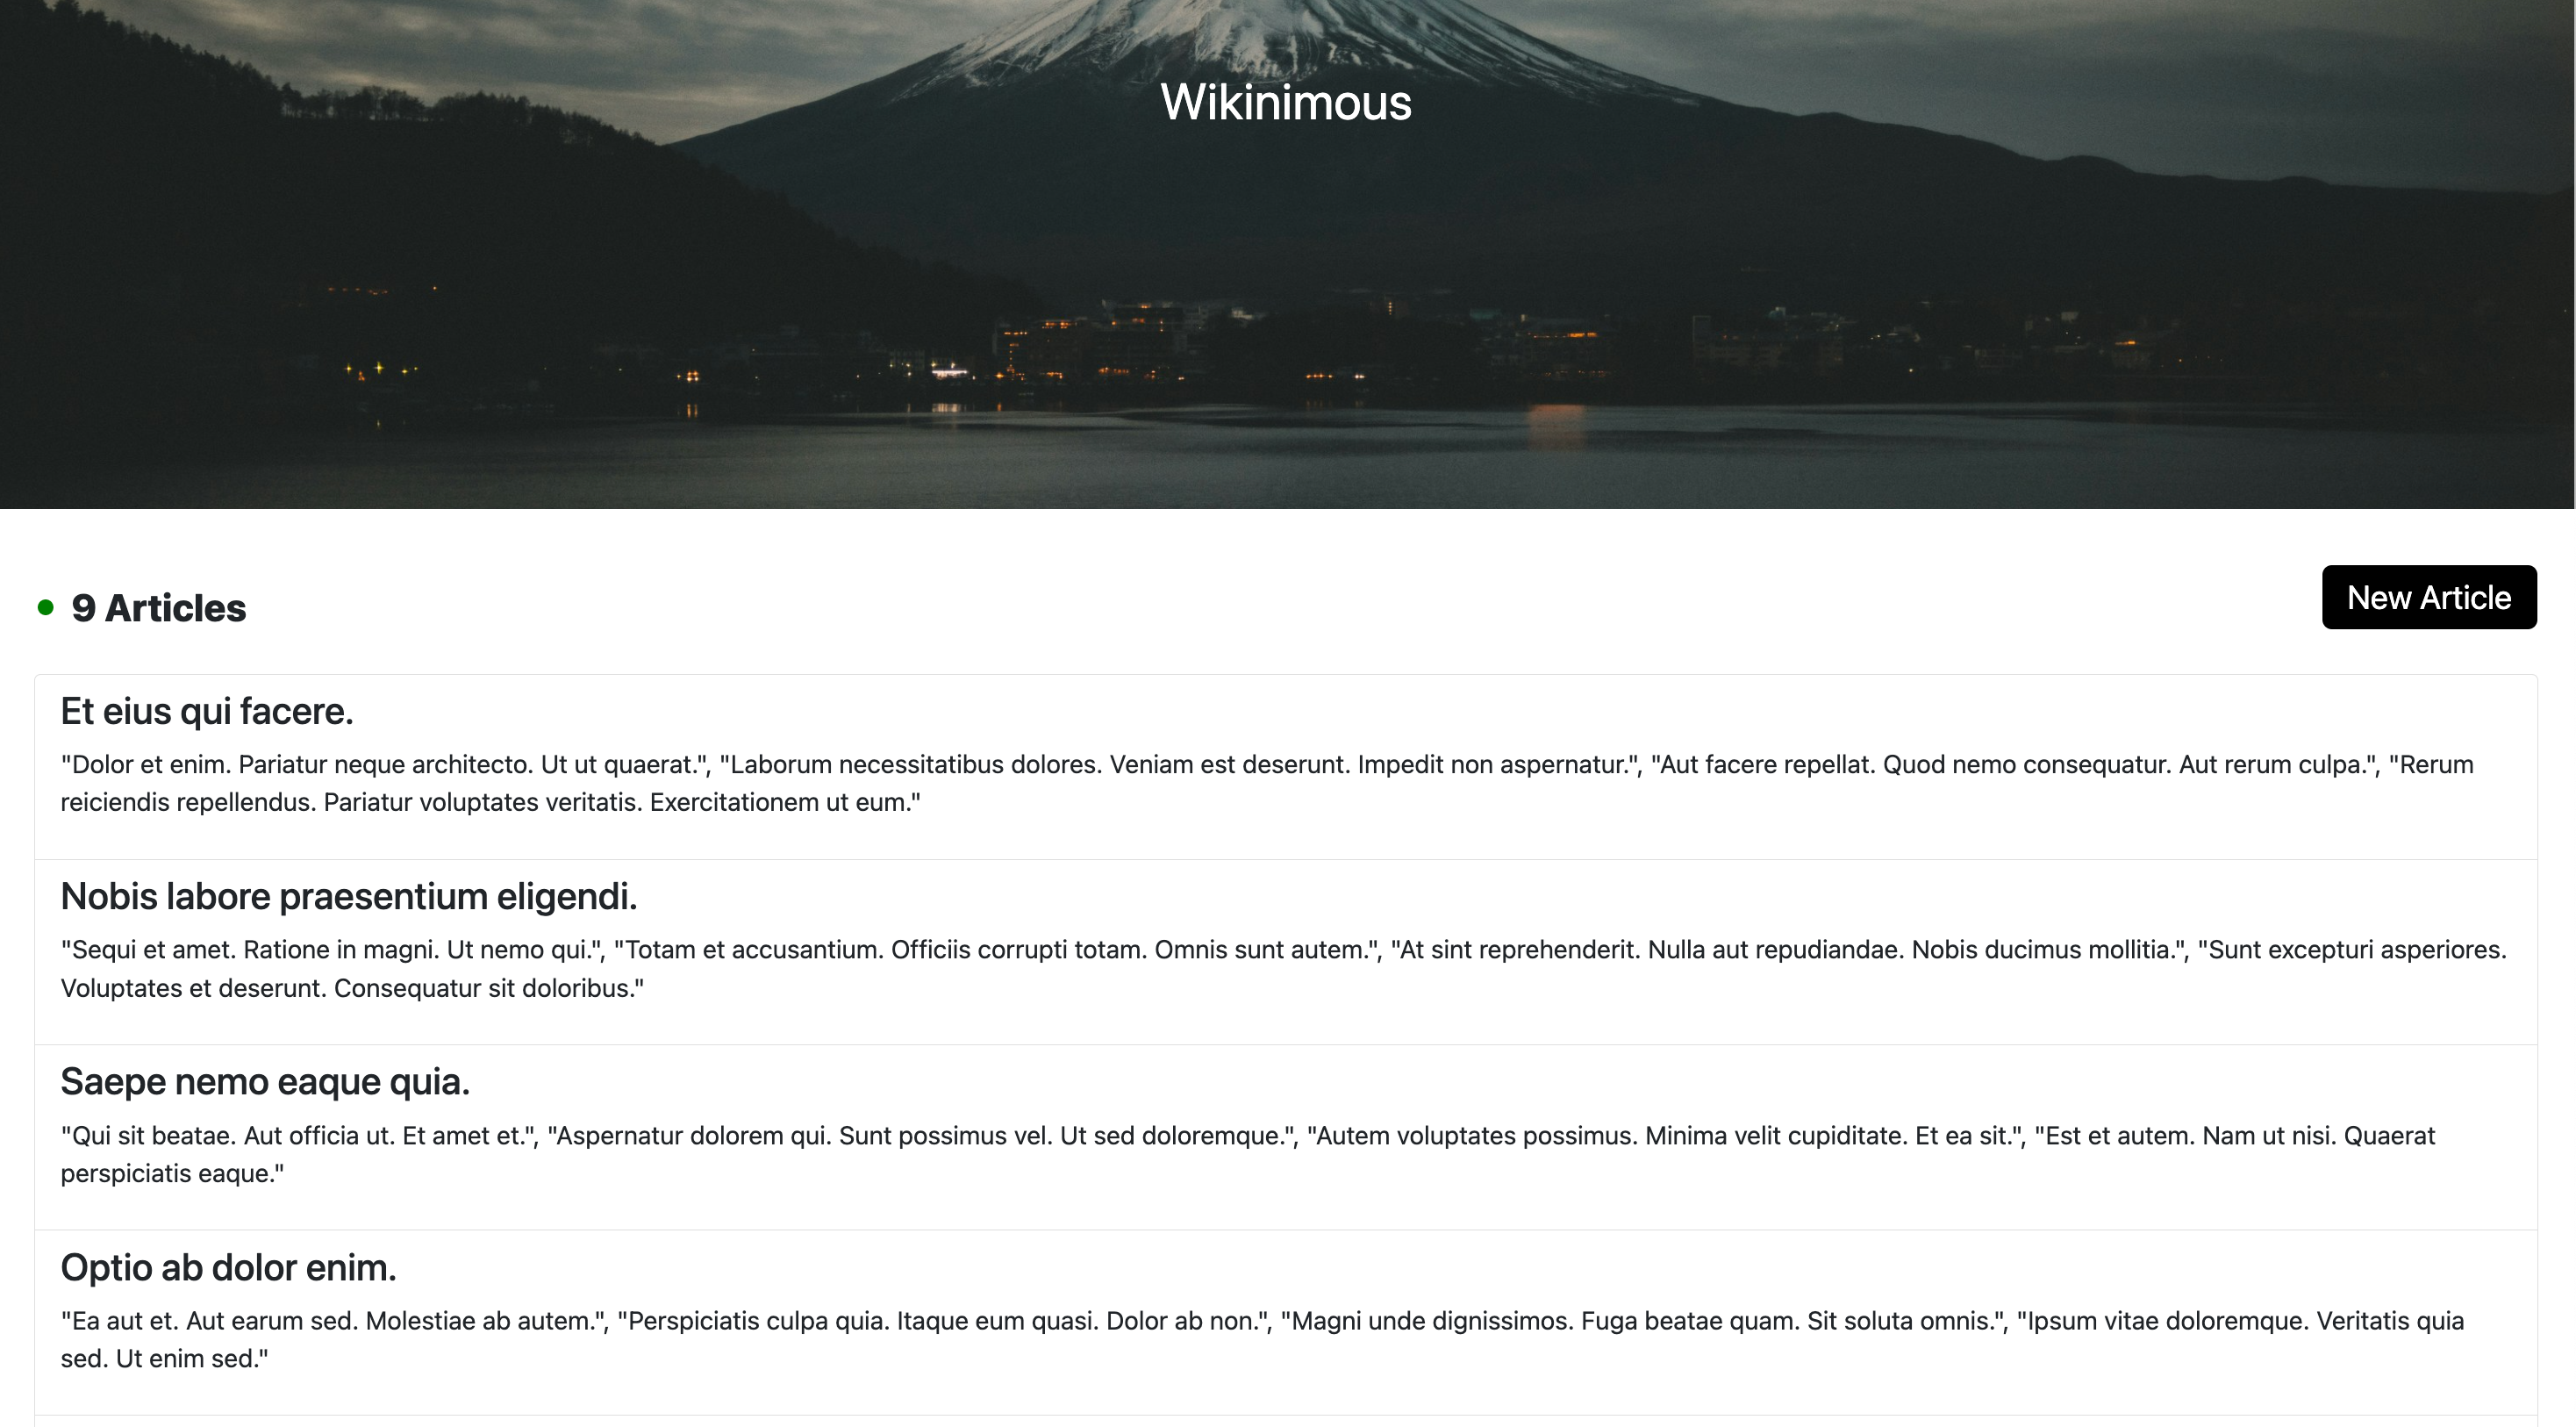 Wikinimous
9 Articles
New Article
Et eius qui facere.
"Dolor et enim. Pariatur neque architecto. Ut ut quaerat.", "Laborum necessitatibus dolores. Veniam est deserunt. Impedit non aspernatur.", "Aut facere repellat. Quod nemo consequatur. Aut rerum culpa.", "Rerum
reiciendis repellendus. Pariatur voluptates veritatis. Exercitationem ut eum."
Nobis labore praesentium eligendi.
"Sequi et amet. Ratione in magni. Ut nemo qui.", "Totam et accusantium. Officiis corrupti totam. Omnis sunt autem.", "At sint reprehenderit. Nulla aut repudiandae. Nobis ducimus mollitia.", "Sunt excepturi asperiores.
Voluptates et deserunt. Consequatur sit doloribus."
Saepe nemo eaque quia.
"Qui sit beatae. Aut officia ut. Et amet et.", "Aspernatur dolorem qui. Sunt possimus vel. Ut sed doloremque.", "Autem voluptates possimus. Minima velit cupiditate. Et ea sit.", "Est et autem. Nam ut nisi. Quaerat
perspiciatis eaque."
Optio ab dolor enim.
"Ea aut et. Aut earum sed. Molestiae ab autem.", "Perspiciatis culpa quia. Itaque eum quasi. Dolor ab non.", "Magni unde dignissimos. Fuga beatae quam. Sit soluta omnis.", "Ipsum vitae doloremque. Veritatis quia
sed. Ut enim sed."